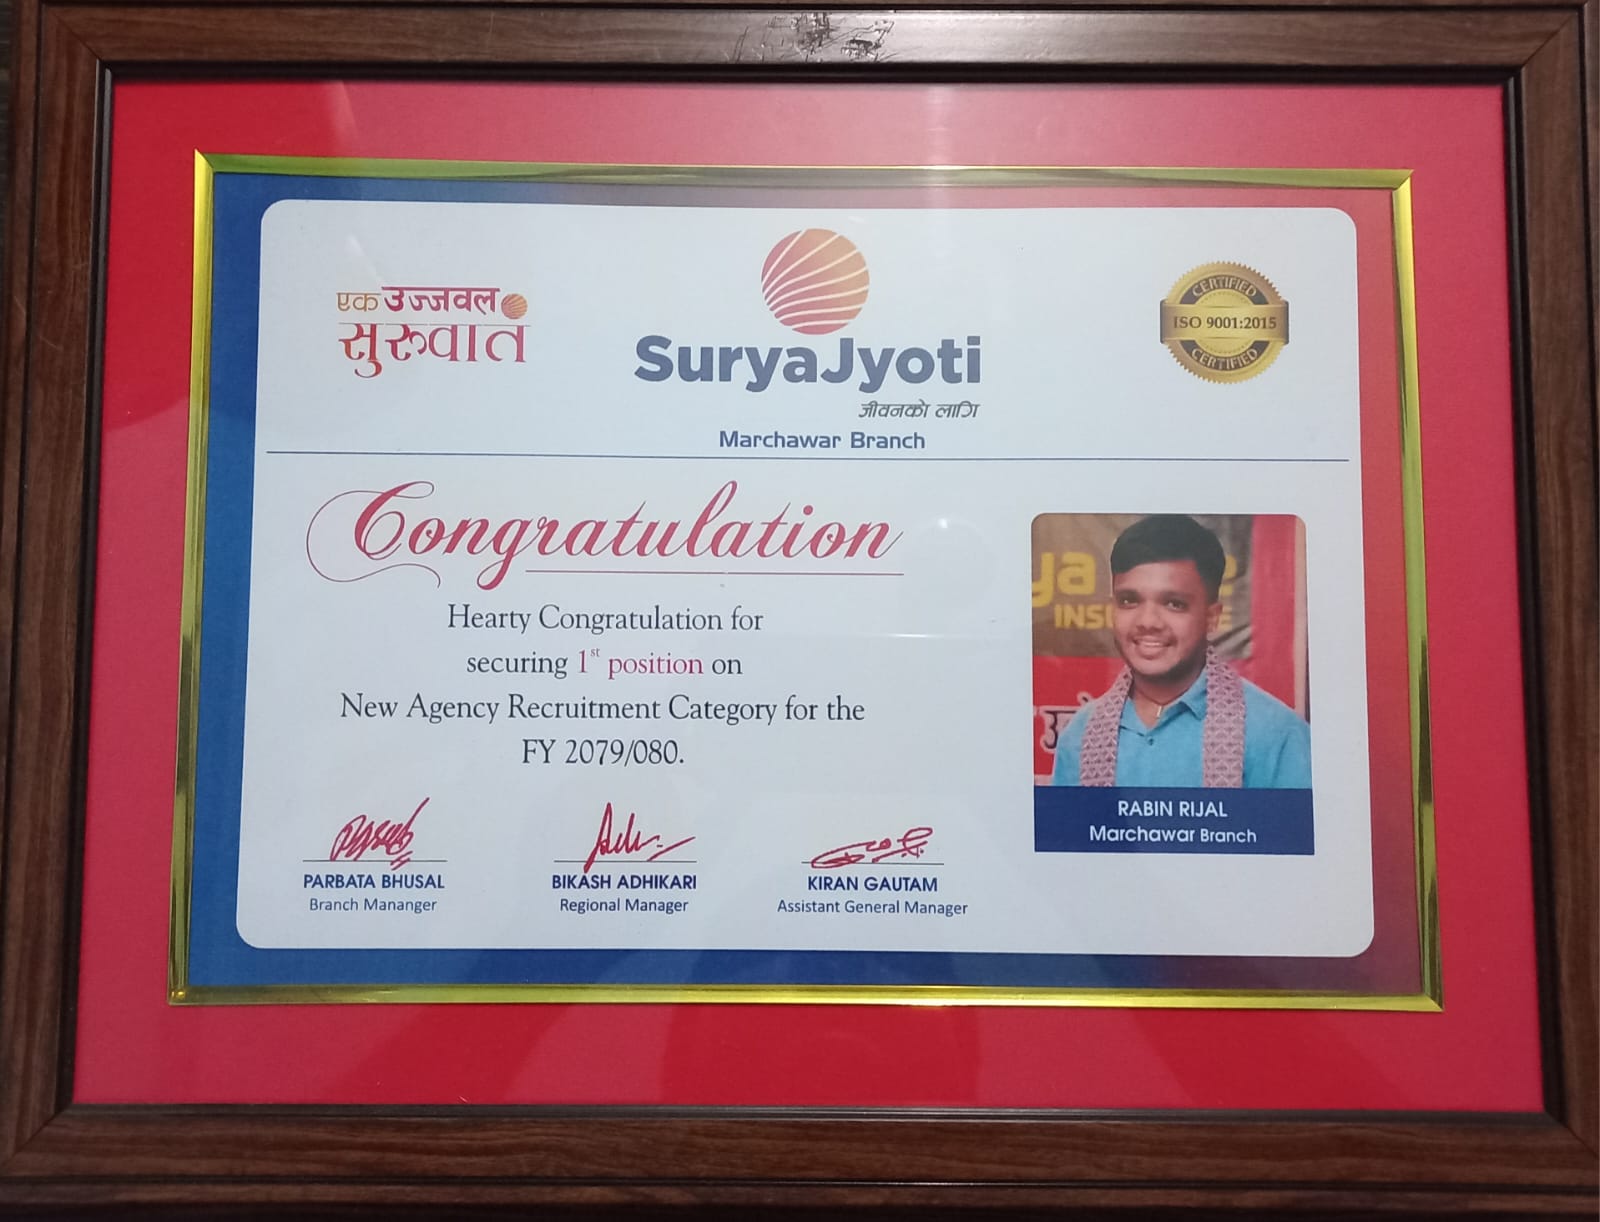 एक उज्जवल
सुरुवात
SuryaJyoti
जीवनको लागि
Marchawar Branch
CERTIFIED
ISO 9001:2015
CERTIFIED
Congratulation
Hearty Congratulation for
securing 1st position on
New Agency Recruitment Category for the
FY 2079/080.
ya
INSU
RABIN RIJAL
Marchawar Branch
PARBATA BHUSAL
Branch Mananger
BIKASH ADHIKARI
Regional Manager
KIRAN GAUTAM
Assistant General Manager